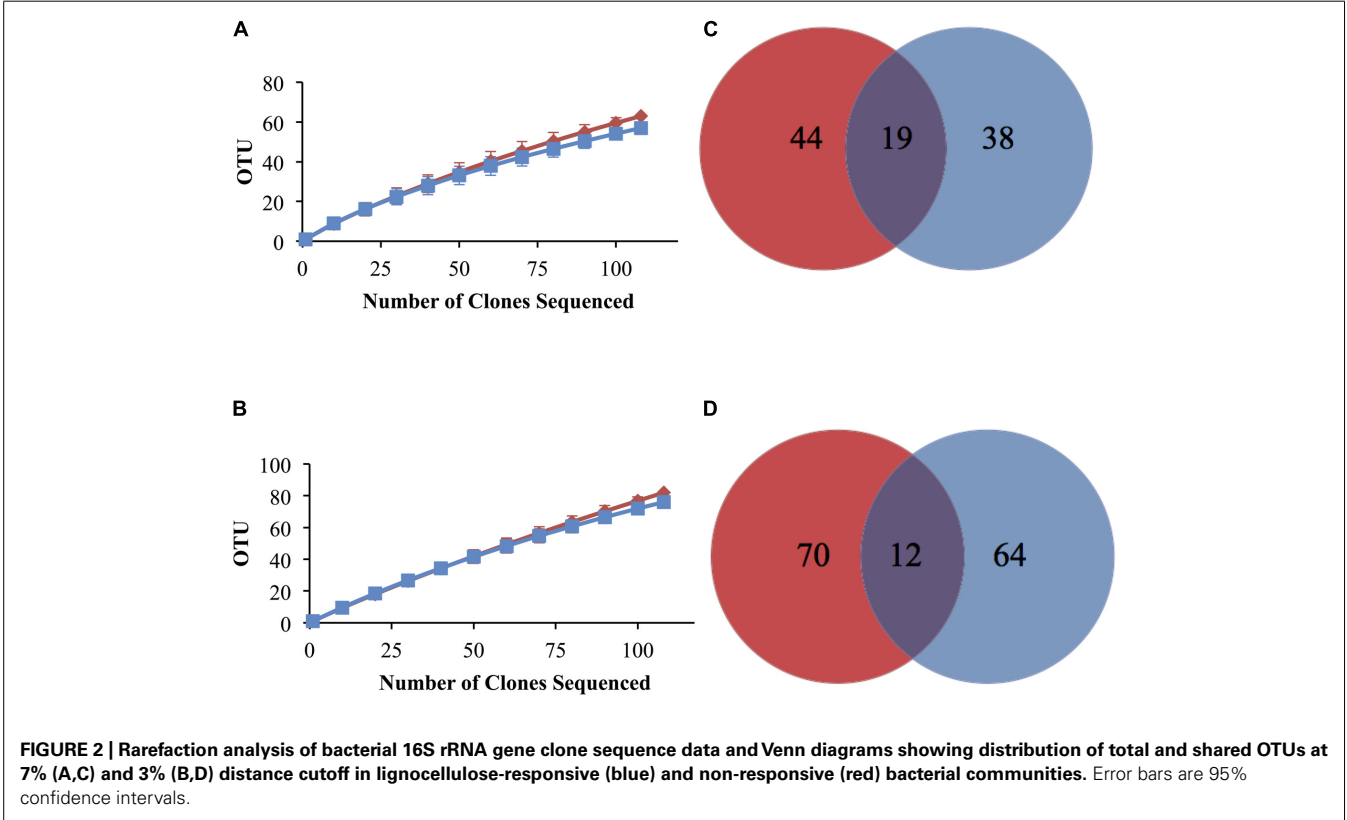 A
80
60
40
20
0
OTU
0 25 50 75 100
Number of Clones Sequenced
C
44 19 38
B
100
80
60
40
20
0
OTU
0 25 50 75 100
Number of Clones Sequenced
D
70 12 64
FIGURE 2 | Rarefaction analysis of bacterial 16S rRNA gene clone sequence data and Venn diagrams showing distribution of total and shared OTUs at
7% (A,C) and 3% (B,D) distance cutoff in lignocellulose-responsive (blue) and non-responsive (red) bacterial communities. Error bars are 95%
confidence intervals.